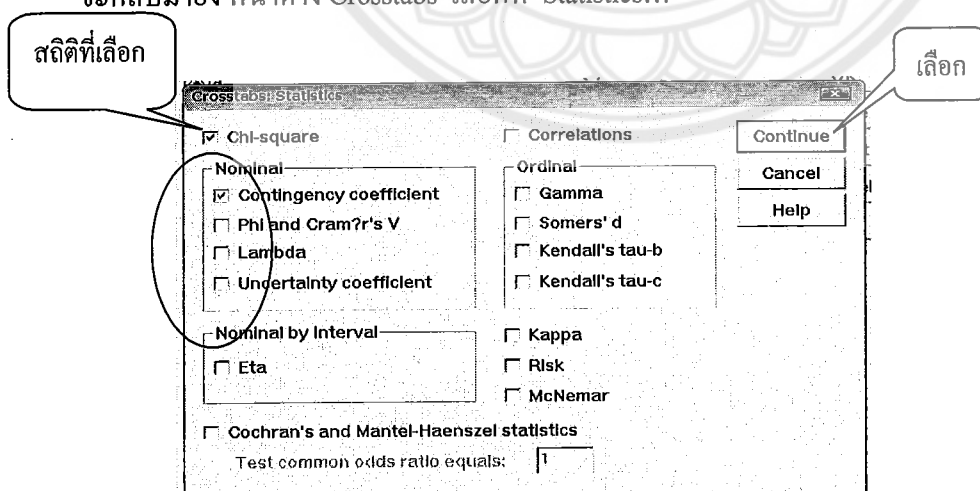 Crosstabs
สถิติที่เลือก
เลือก
Crosstabs: Statistics
Chi-square
Correlations
Continue
Nominal
Ordinal
Cancel
Contingency coefficient
Gamma
Help
Phi and Cram?r's V
Somers' d
Lambda
Kendall's tau-b
Uncertainty coefficient
Kendall's tau-c
Nominal by Interval
Kappa
Eta
Risk
McNemar
Cochran's and Mantel-Haenszel statistics
Test common odds ratio equals: 1